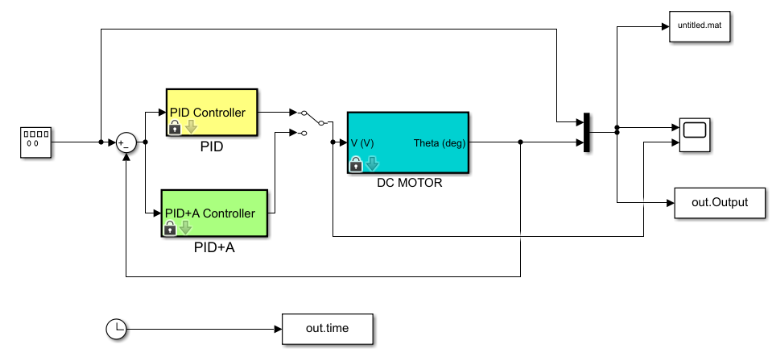 untitled.mat
PID Controller
PID
+
−
V (V)
Theta (deg)
DC MOTOR
PID+A Controller
PID+A
out.Output
out.time